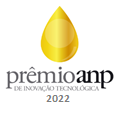 prêmioanp
DE INOVAÇÃO TECNOLÓGICA
2022